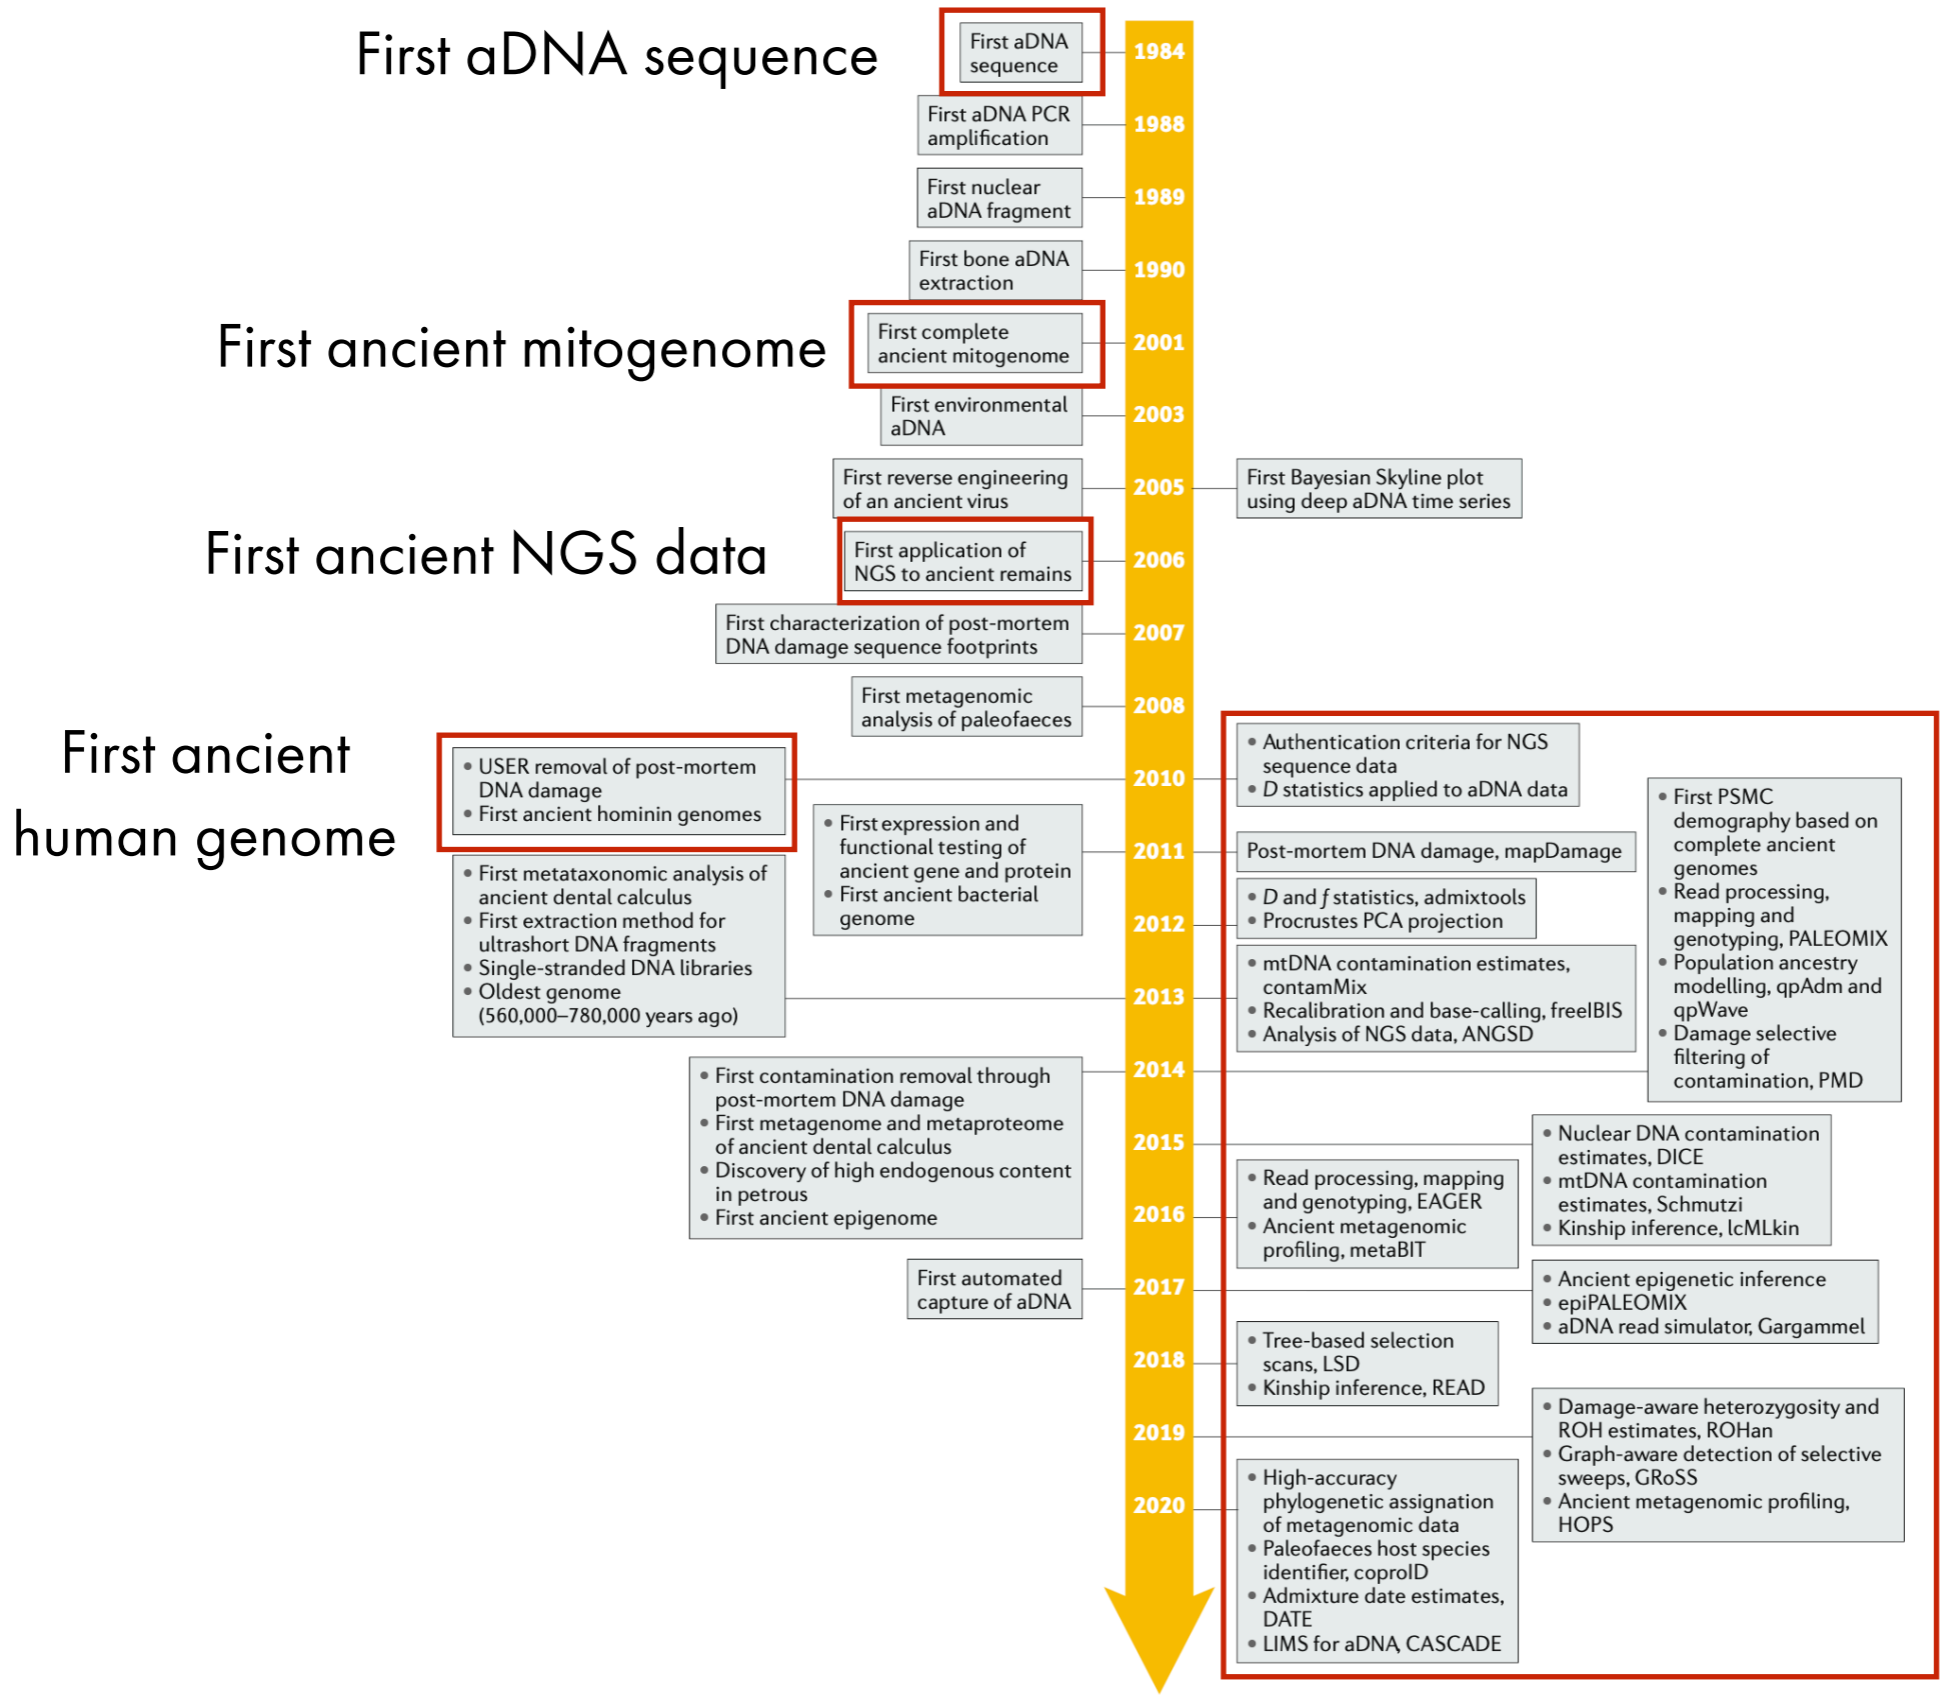 First aDNA sequence
First aDNA
sequence
1984
First aDNA PCR
amplification
1988
First nuclear
aDNA fragment
1989
First bone aDNA
extraction
1990
First ancient mitogenome
First complete
ancient mitogenome
2001
First environmental
aDNA
2003
First reverse engineering
of an ancient virus
2005
First Bayesian Skyline plot
using deep aDNA time series
First ancient NGS data
First application of
NGS to ancient remains
2006
First characterization of post-mortem
DNA damage sequence footprints
2007
First metagenomic
analysis of paleofaeces
2008
First ancient
human genome
• USER removal of post-mortem
DNA damage
• First ancient hominin genomes
2010
• Authentication criteria for NGS
sequence data
• D statistics applied to aDNA data
• First expression and
functional testing of
ancient gene and protein
• First ancient bacterial
genome
2011
Post-mortem DNA damage, mapDamage
2012
• D and f statistics, admixtools
• Procrustes PCA projection
• First metataxonomic analysis of
ancient dental calculus
• First extraction method for
ultrashort DNA fragments
• Single-stranded DNA libraries
• Oldest genome
(560,000–780,000 years ago)
2013
• mtDNA contamination estimates,
contamMix
• Recalibration and base-calling, freeIBIS
• Analysis of NGS data, ANGSD
• First contamination removal through
post-mortem DNA damage
• First metagenome and metaproteome
of ancient dental calculus
• Discovery of high endogenous content
in petrous
• First ancient epigenome
2014
• First PSMC
demography based on
complete ancient
genomes
• Read processing,
mapping and
genotyping, PALEOMIX
• Population ancestry
modelling, qpAdm and
qpWave
• Damage selective
filtering of
contamination, PMD
2015
• Nuclear DNA contamination
estimates, DICE
• mtDNA contamination
estimates, Schmutzi
• Kinship inference, lcMLkin
2016
• Read processing, mapping
and genotyping, EAGER
• Ancient metagenomic
profiling, metaBIT
First automated
capture of aDNA
2017
• Ancient epigenetic inference
• epiPALEOMIX
• aDNA read simulator, Gargammel
2018
• Tree-based selection
scans, LSD
• Kinship inference, READ
2019
• Damage-aware heterozygosity and
ROH estimates, ROHan
• Graph-aware detection of selective
sweeps, GRoSS
• Ancient metagenomic profiling,
HOPS
2020
• High-accuracy
phylogenetic assignation
of metagenomic data
• Paleofaeces host species
identifier, coproID
• Admixture date estimates,
DATE
• LIMS for aDNA, CASCADE